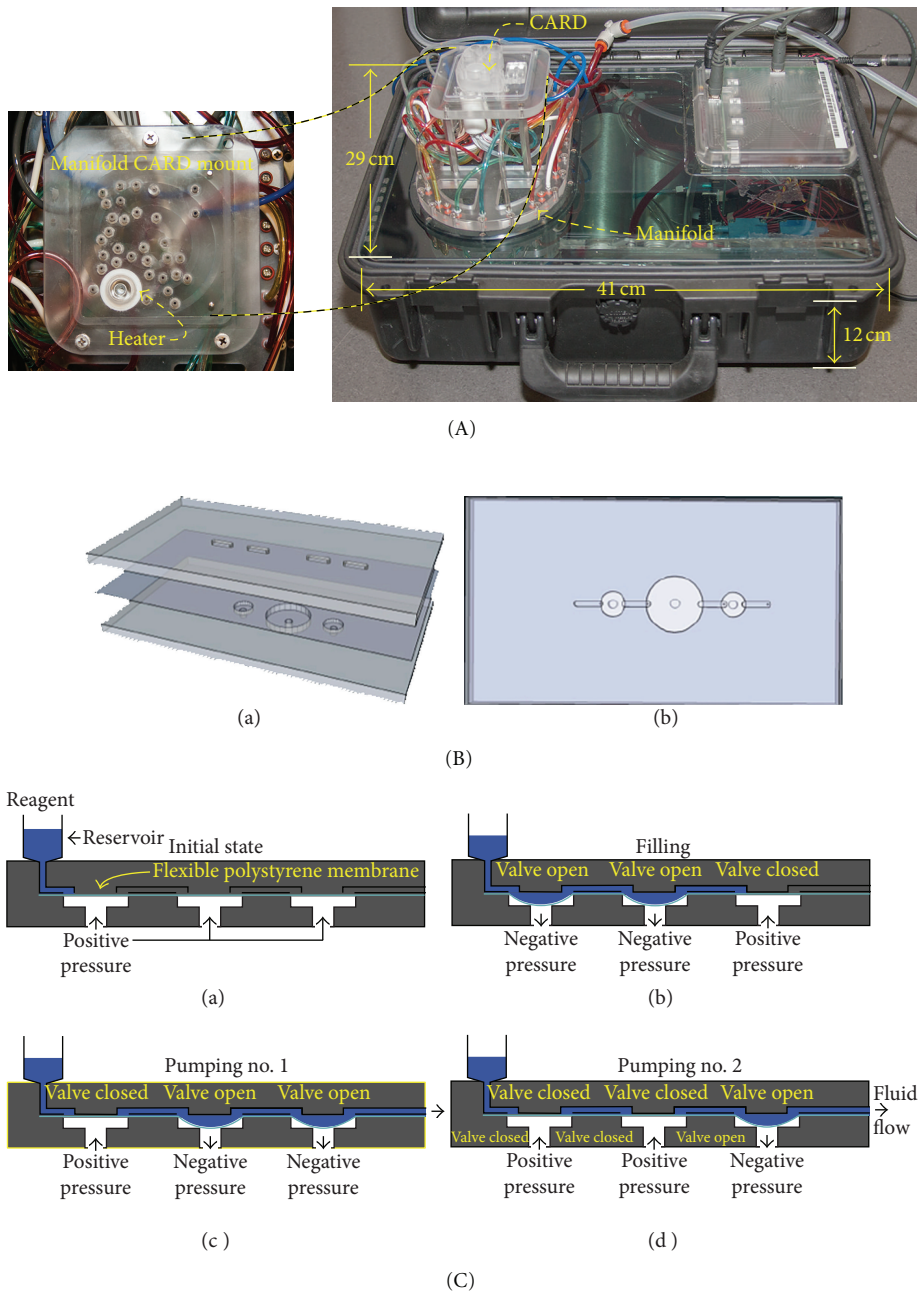 CARD
Manifold CARD mount
29 cm
Manifold
41 cm
12 cm
Heater
(A)
(a)
(b)
(B)
Reagent
Reservoir
Initial state
Flexible polystyrene membrane
Positive
pressure
(a)
Filling
Valve open
Valve open
Valve closed
Negative
pressure
Negative
pressure
Positive
pressure
(b)
Pumping no. 1
Valve closed
Valve open
Valve open
Positive
pressure
Negative
pressure
Negative
pressure
(c )
Pumping no. 2
Valve closed
Valve closed
Valve open
Fluid
flow
Valve closed
Valve closed
Valve open
Positive
pressure
Positive
pressure
Negative
pressure
(d)
(C)